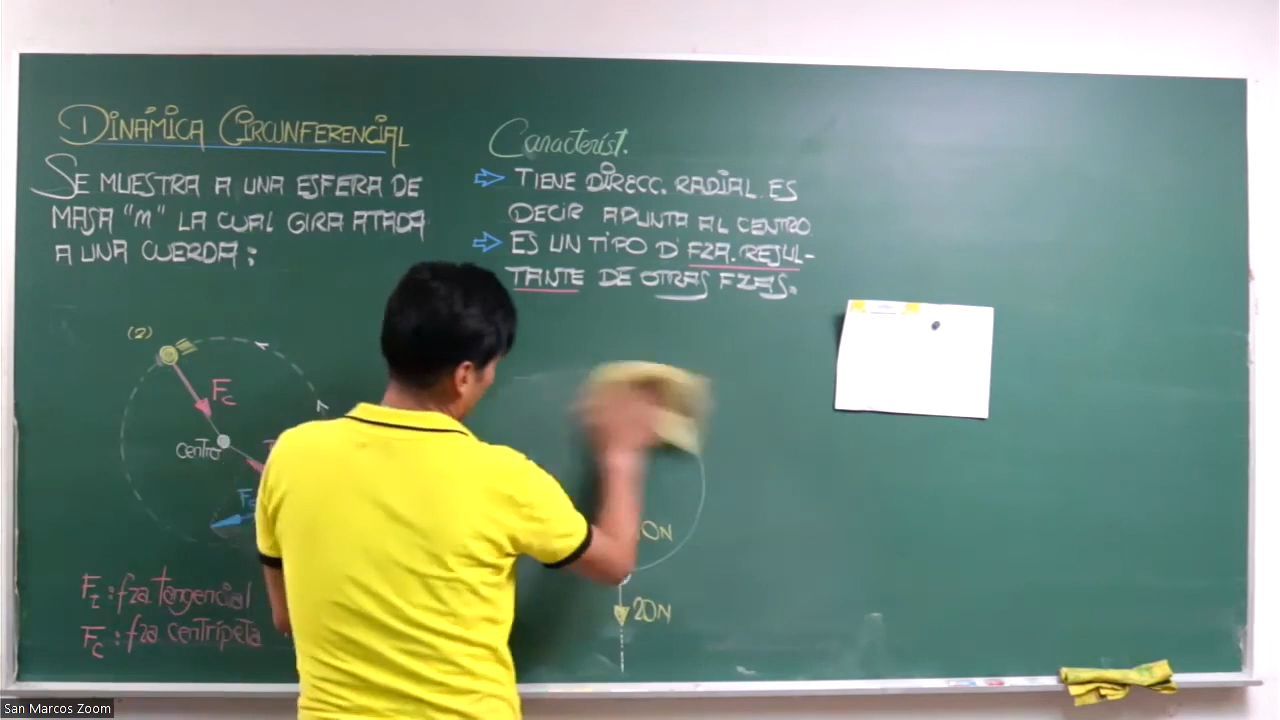 DINÁMICA CIRCUNFERENCIAL
SE MUESTRA A UNA ESFERA DE
MASA "m" LA CUAL GIRA ATADA
A UNA CUERDA:
(2)
Fc
centro
Ft: fza tangencial
Fc: fza centrípeta
Característ.
⇒ TIENE DIRECC. RADIAL. ES
DECIR APUNTA AL CENTRO
⇒ ES UN TIPO D' FZA. RESUL-
TANTE DE OTRAS FZAS.
20N
San Marcos Zoom